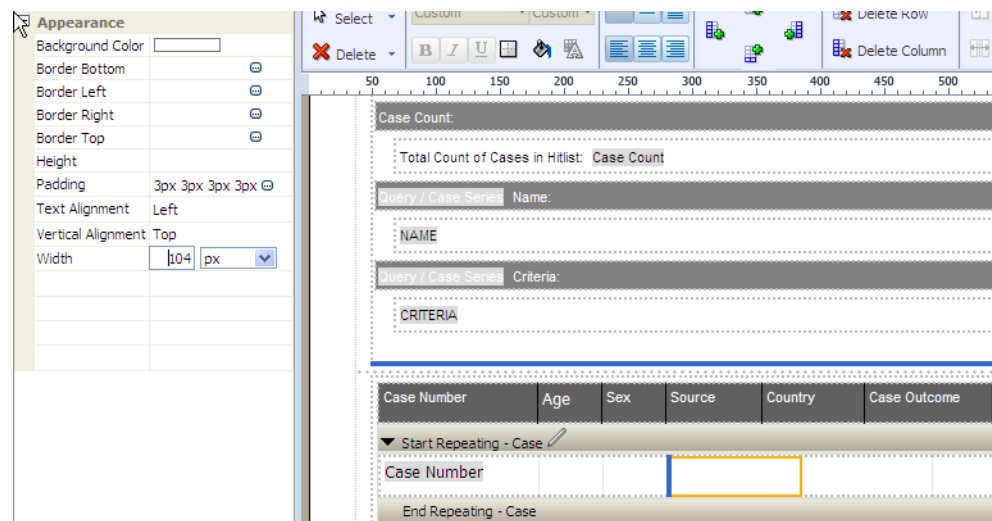 Appearance
Background Color
Border Bottom
Border Left
Border Right
Border Top
Height
Padding 3px 3px 3px 3px
Text Alignment Left
Vertical Alignment Top
Width 104 px
Select Custom Custom Delete Row
Delete B I U Delete Column
50 100 150 200 250 300 350 400 450 500
Case Count:
Total Count of Cases in Hitlist: Case Count
Query / Case Series Name:
NAME
Query / Case Series Criteria:
CRITERIA
Case Number Age Sex Source Country Case Outcome
Start Repeating - Case
Case Number
End Repeating - Case